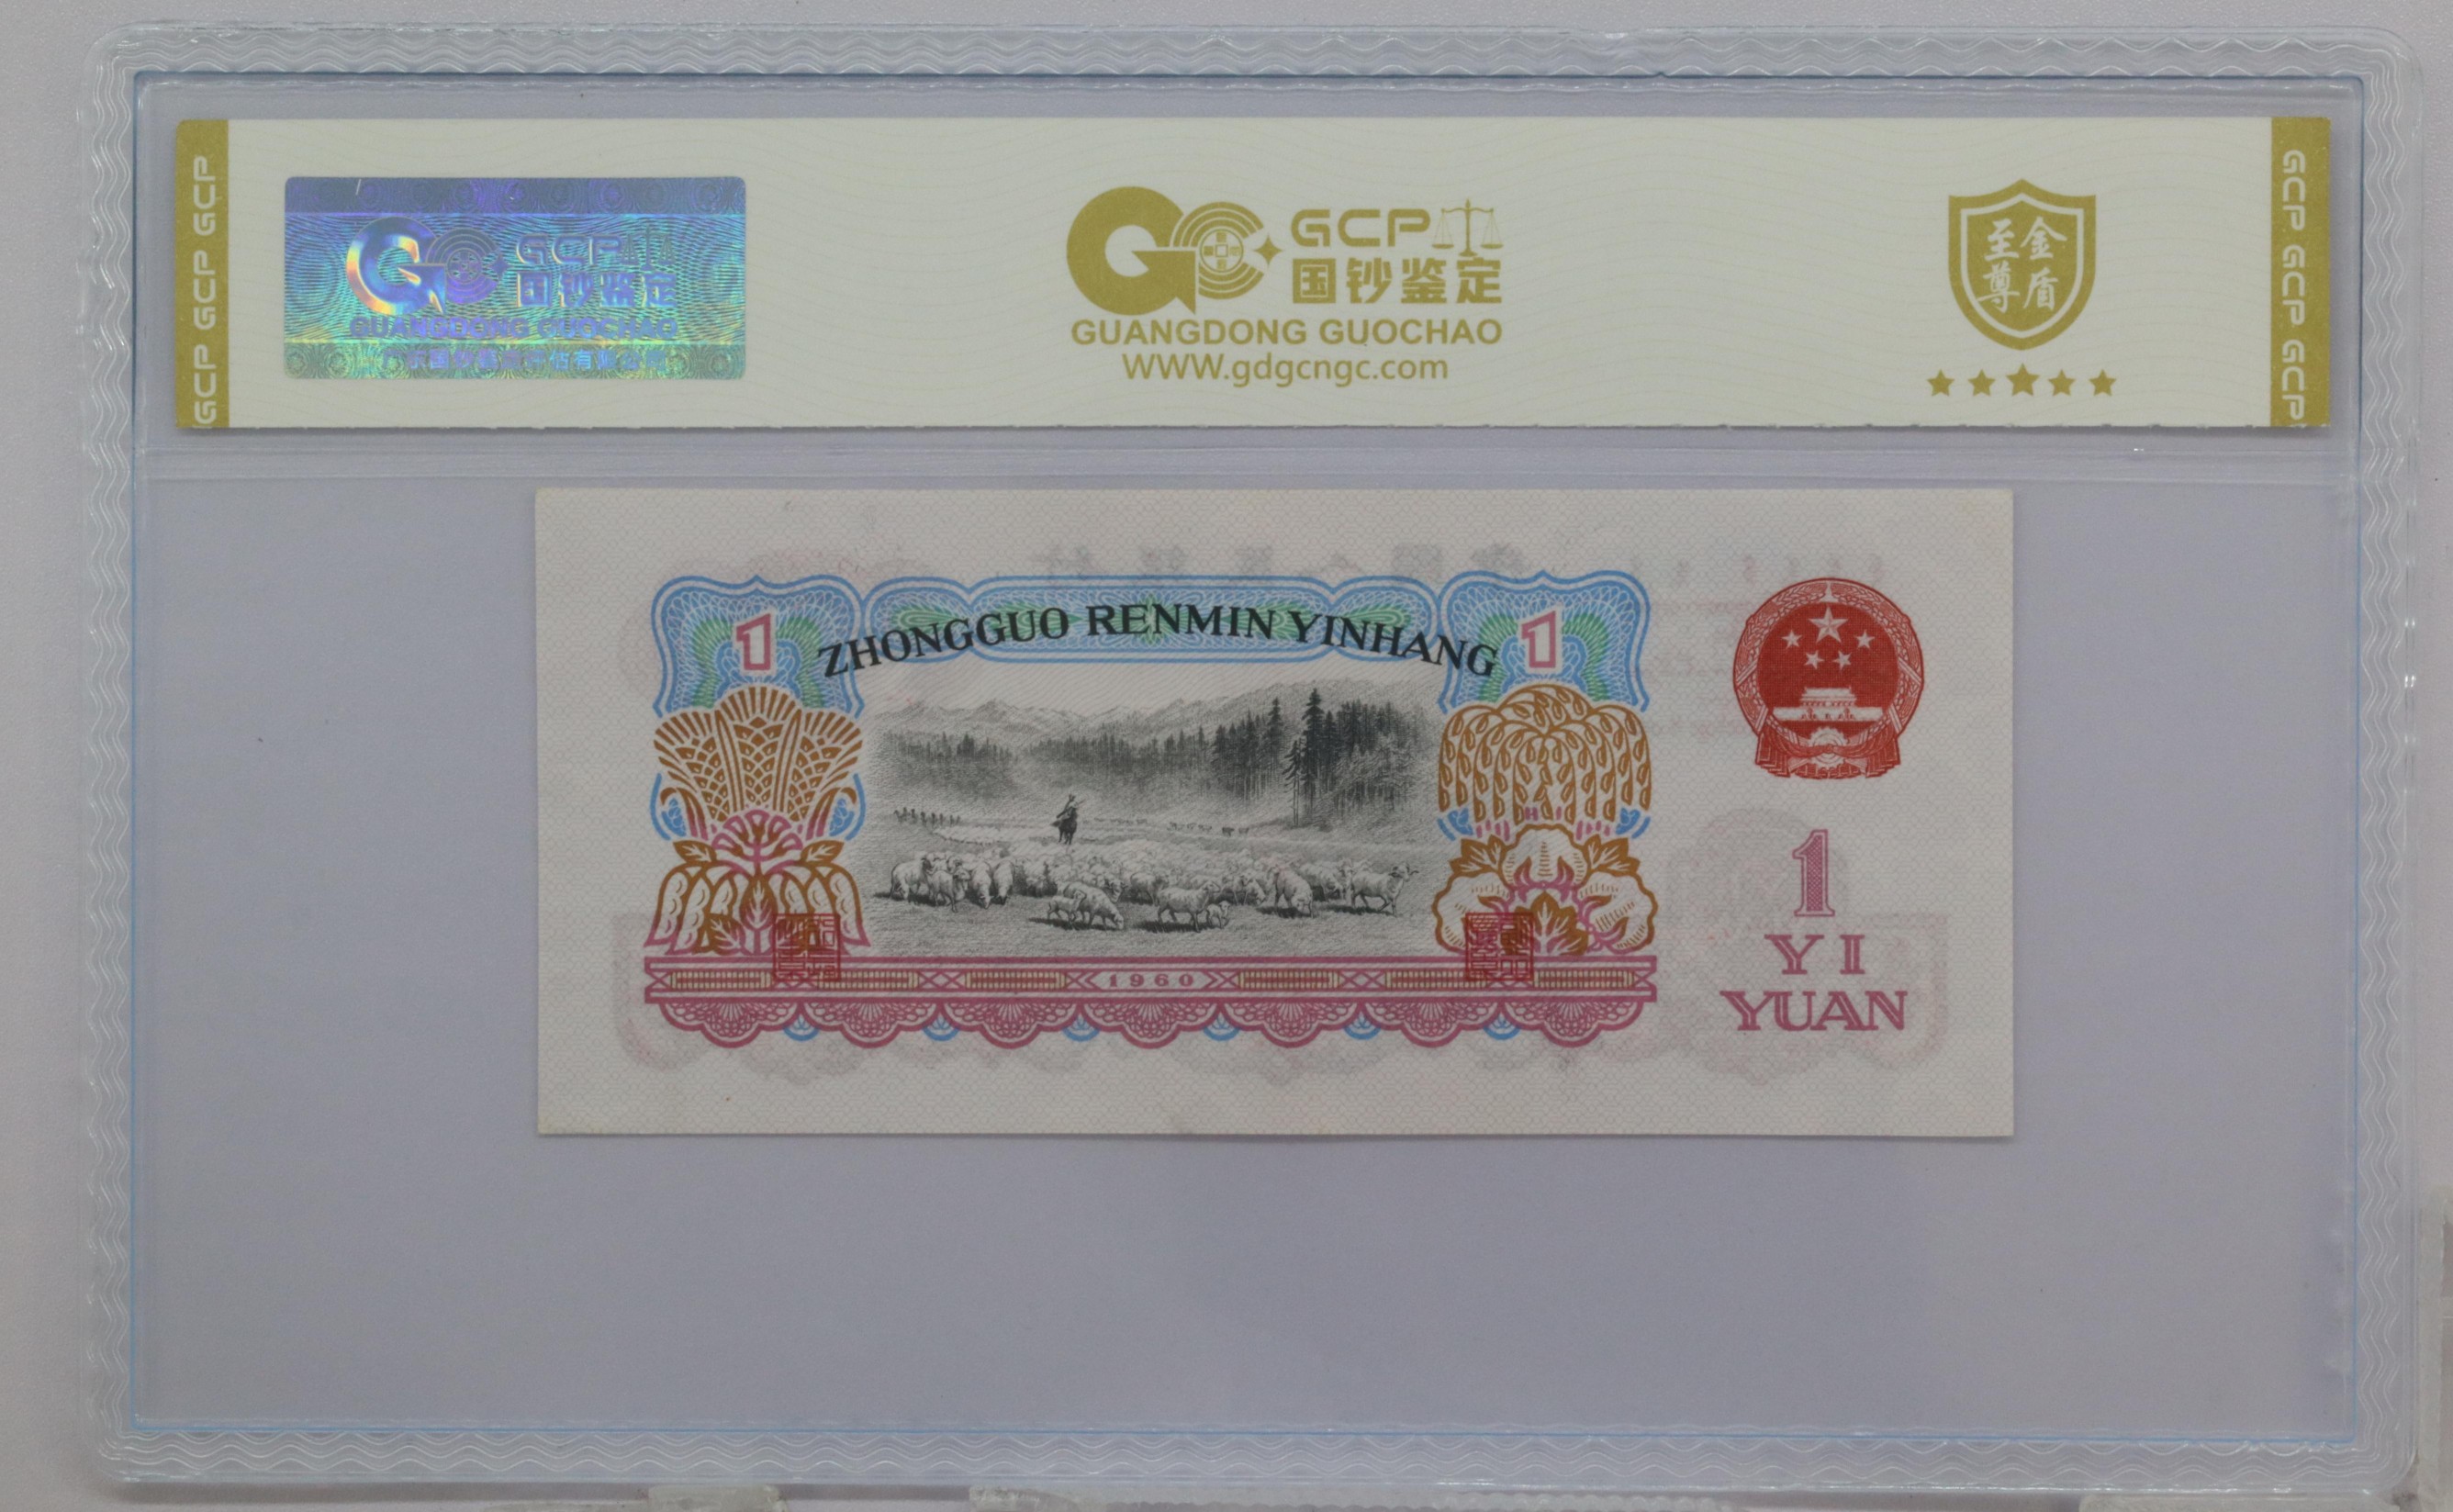 GCP GCP GCP
GCP
国钞鉴定
GUANGDONG GUOCHAO
GCP
国钞鉴定
GUANGDONG GUOCHAO
WWW.gdgcngc.com
至尊
金盾
GCP GCP GCP
1
ZHONGGUO RENMIN YINHANG
1
1960
1
YI
YUAN